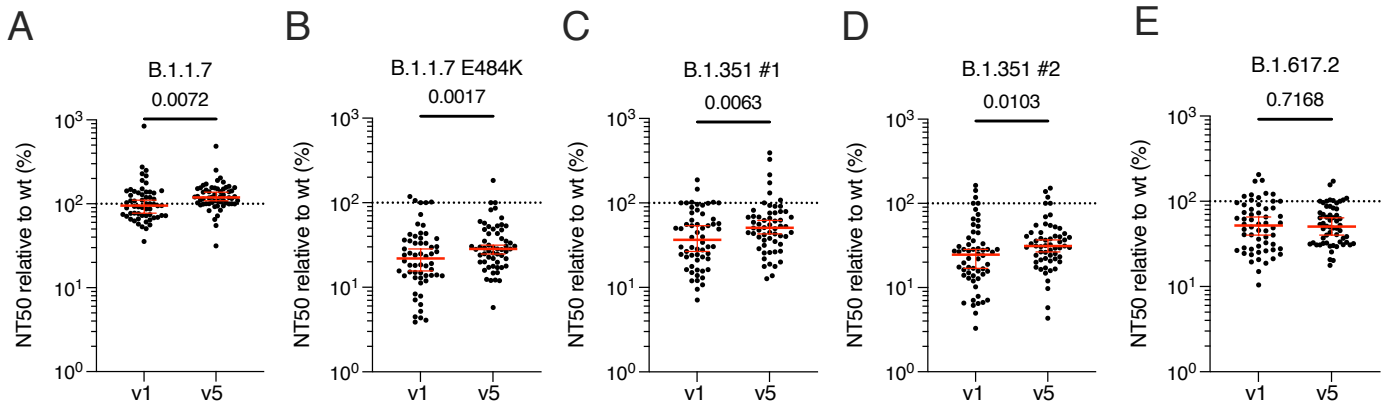 A
B.1.1.7
0.0072
NT50 relative to wt (%)
10³
10²
10¹
10⁰
v1 v5
B
B.1.1.7 E484K
0.0017
NT50 relative to wt (%)
10³
10²
10¹
10⁰
v1 v5
C
B.1.351 #1
0.0063
NT50 relative to wt (%)
10³
10²
10¹
10⁰
v1 v5
D
B.1.351 #2
0.0103
NT50 relative to wt (%)
10³
10²
10¹
10⁰
v1 v5
E
B.1.617.2
0.7168
NT50 relative to wt (%)
10³
10²
10¹
10⁰
v1 v5